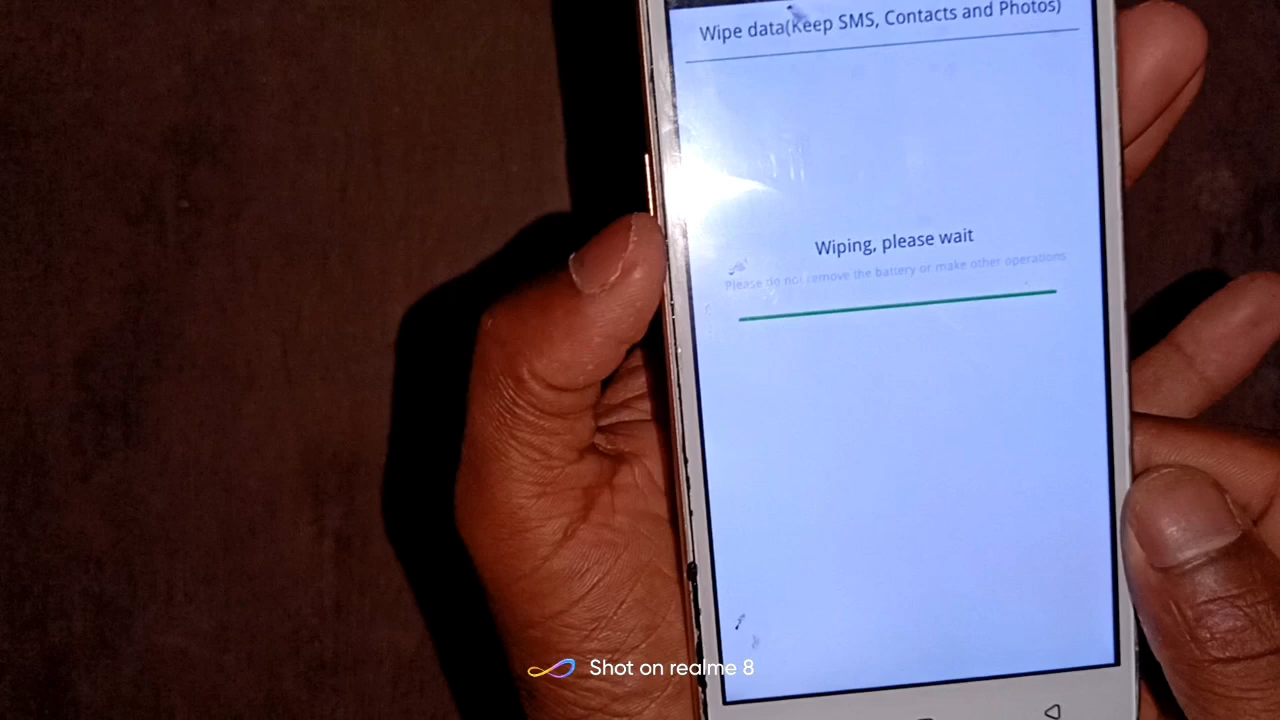 Wipe data(Keep SMS, Contacts and Photos)
Wiping, please wait
Please do not remove the battery or make other operations
Shot on realme 8